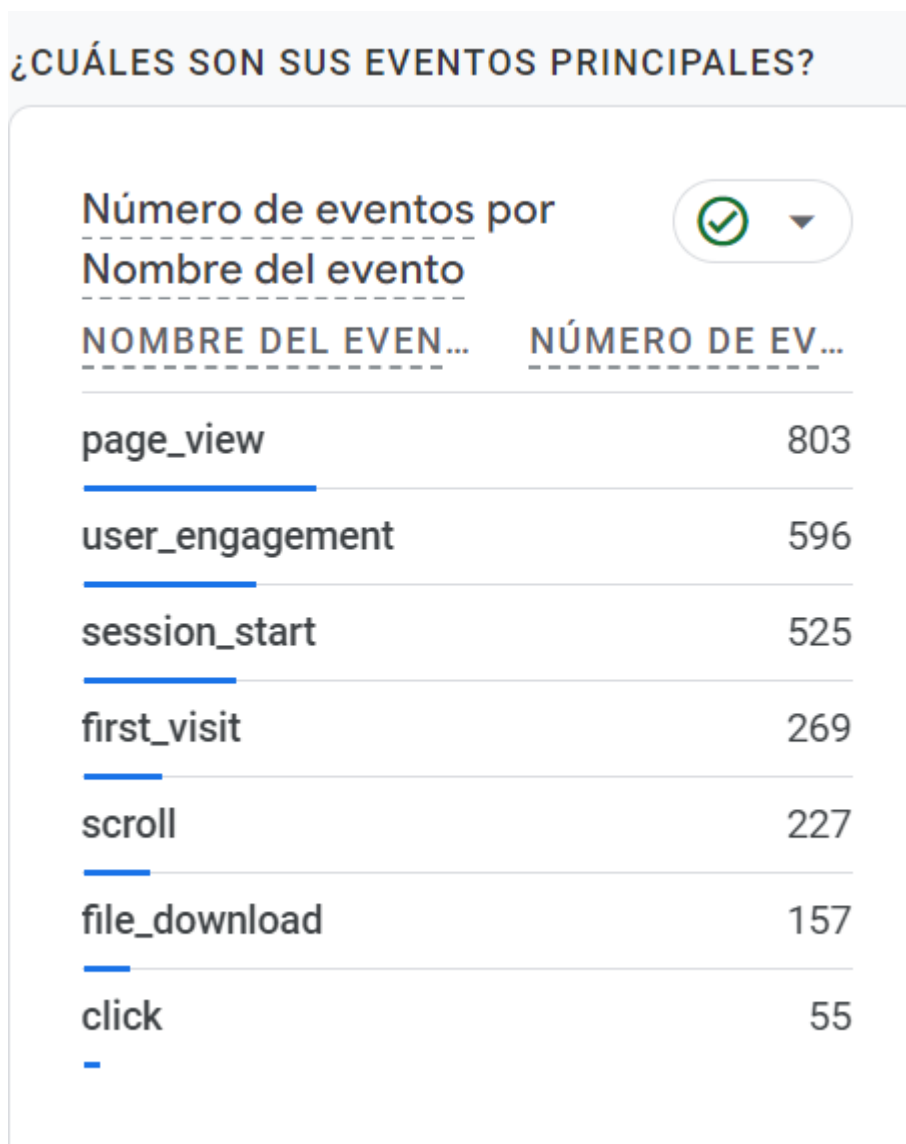 ¿CUÁLES SON SUS EVENTOS PRINCIPALES?
Número de eventos por
Nombre del evento
NOMBRE DEL EVEN... NÚMERO DE EV...
page_view 803
user_engagement 596
session_start 525
first_visit 269
scroll 227
file_download 157
click 55